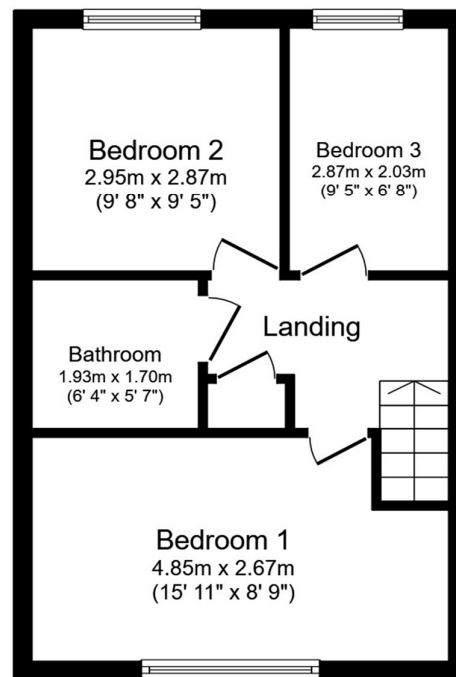 Bedroom 2
2.95m x 2.87m
(9' 8" x 9' 5")
Bedroom 3
2.87m x 2.03m
(9' 5" x 6' 8")
Landing
Bathroom
1.93m x 1.70m
(6' 4" x 5' 7")
Bedroom 1
4.85m x 2.67m
(15' 11" x 8' 9")